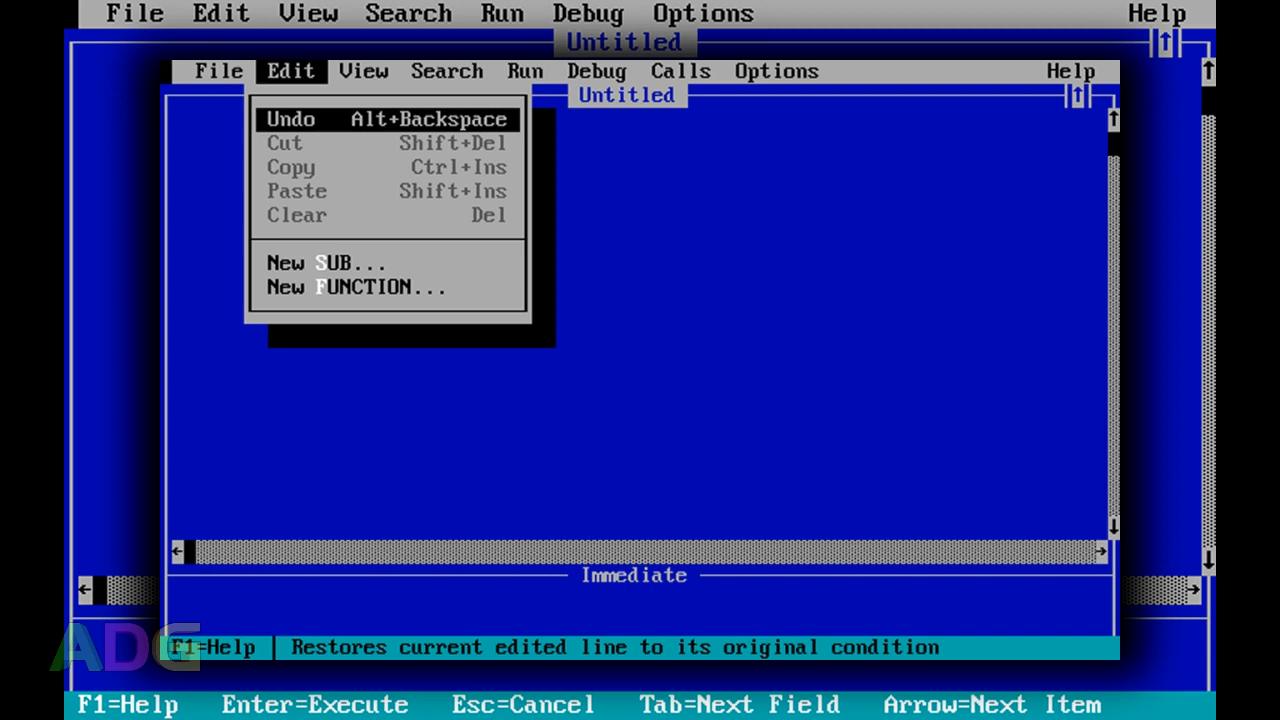 File Edit View Search Run Debug Options Help
Untitled
File Edit View Search Run Debug Calls Options Help
Untitled
Undo Alt+Backspace
Cut Shift+Del
Copy Ctrl+Ins
Paste Shift+Ins
Clear Del
New SUB...
New FUNCTION...
Immediate
ADG
F1=Help Restores current edited line to its original condition
F1=Help Enter=Execute Esc=Cancel Tab=Next Field Arrow=Next Item